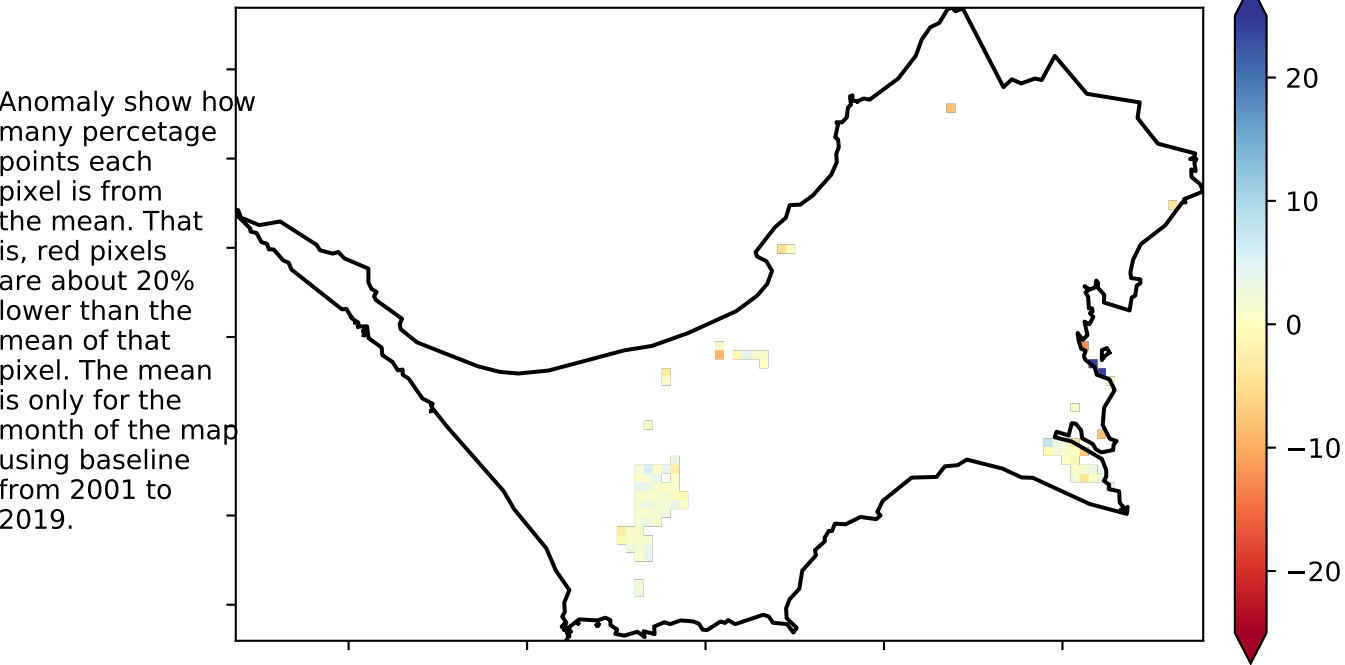 Anomaly show how
many percetage
points each
pixel is from
the mean. That
is, red pixels
are about 20%
lower than the
mean of that
pixel. The mean
is only for the
month of the map
using baseline
from 2001 to
2019.
20
10
0
−10
−20